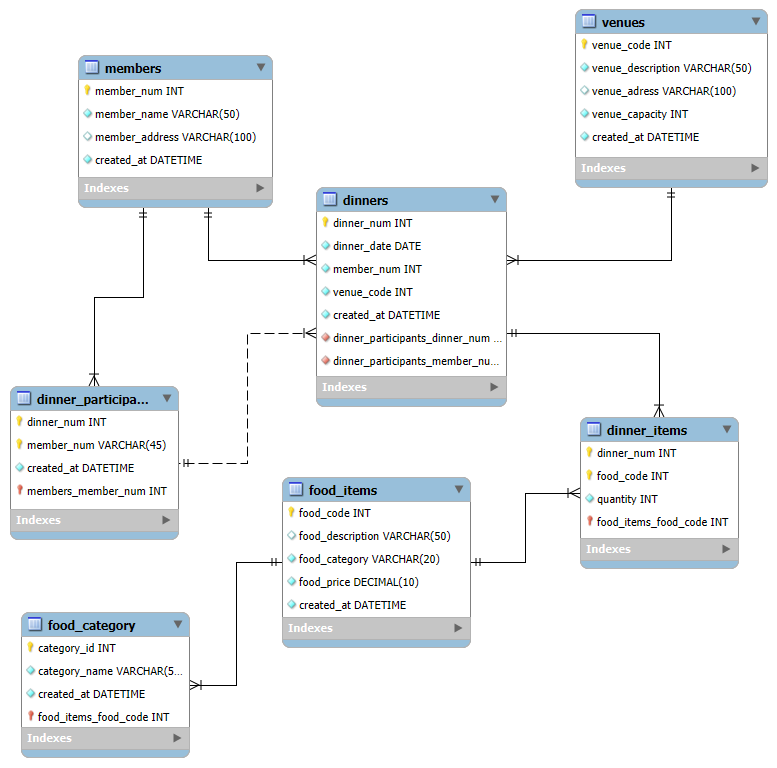 members
member_num INT
member_name VARCHAR(50)
member_address VARCHAR(100)
created_at DATETIME
Indexes
venues
venue_code INT
venue_description VARCHAR(50)
venue_adress VARCHAR(100)
venue_capacity INT
created_at DATETIME
Indexes
dinners
dinner_num INT
dinner_date DATE
member_num INT
venue_code INT
created_at DATETIME
dinner_participants_dinner_num ...
dinner_participants_member_nu...
Indexes
dinner_participa...
dinner_num INT
member_num VARCHAR(45)
created_at DATETIME
members_member_num INT
Indexes
dinner_items
dinner_num INT
food_code INT
quantity INT
food_items_food_code INT
Indexes
food_items
food_code INT
food_description VARCHAR(50)
food_category VARCHAR(20)
food_price DECIMAL(10)
created_at DATETIME
Indexes
food_category
category_id INT
category_name VARCHAR(5...
created_at DATETIME
food_items_food_code INT
Indexes